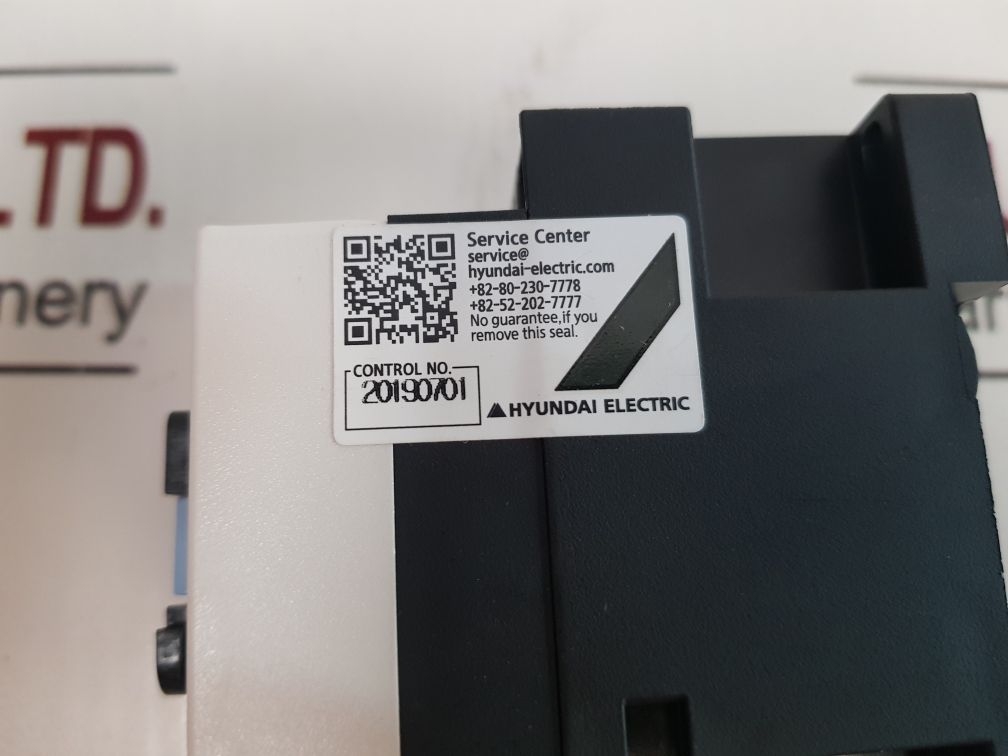 LTD.
nery
Service Center
service@
hyundai-electric.com
+82-80-230-7778
+82-52-202-7777
No guarantee,if you
remove this seal.
CONTROL NO.
20190701
HYUNDAI ELECTRIC